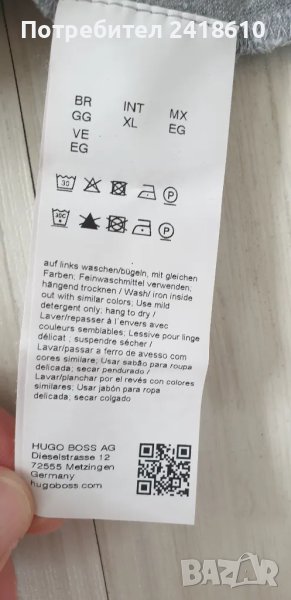 Потребител 2418610
BR INT MX
GG XL EG
VE
EG
30 P
30C P
auf links waschen/bügeln, mit gleichen
Farben; Feinwaschmittel verwenden;
hängend trocknen / Wash/ iron inside
out with similar colors; Use mild
detergent only; hang to dry /
Laver/repasser à l'envers avec
couleurs semblables; Lessive pour linge
délicat ; suspendre sécher /
Lavar/passar a ferro de avesso com
cores similare; Usar sabão para roupa
delicada; secar pendurado /
Lavar/planchar por el revés con colores
similares; Usar jabón para ropa
delicada, secar colgado
HUGO BOSS AG
Dieselstrasse 12
72555 Metzingen
Germany
hugoboss.com
BAZAR